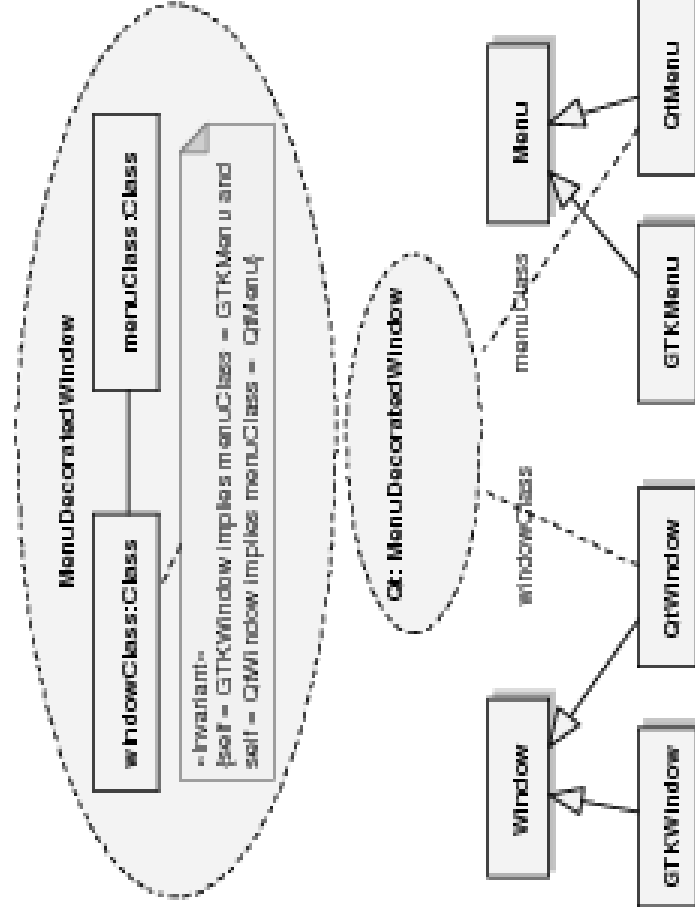 MenuDecoratedWindow
windowClass:Class
menuClass:Class
«invariant»
{self = GTKWindow implies menuClass = GTKMenu and
self = QtWindow implies menuClass = QtMenu}
Qt: MenuDecoratedWindow
windowClass
menuClass
Window
Menu
GTKWindow
QtWindow
GTKMenu
QtMenu